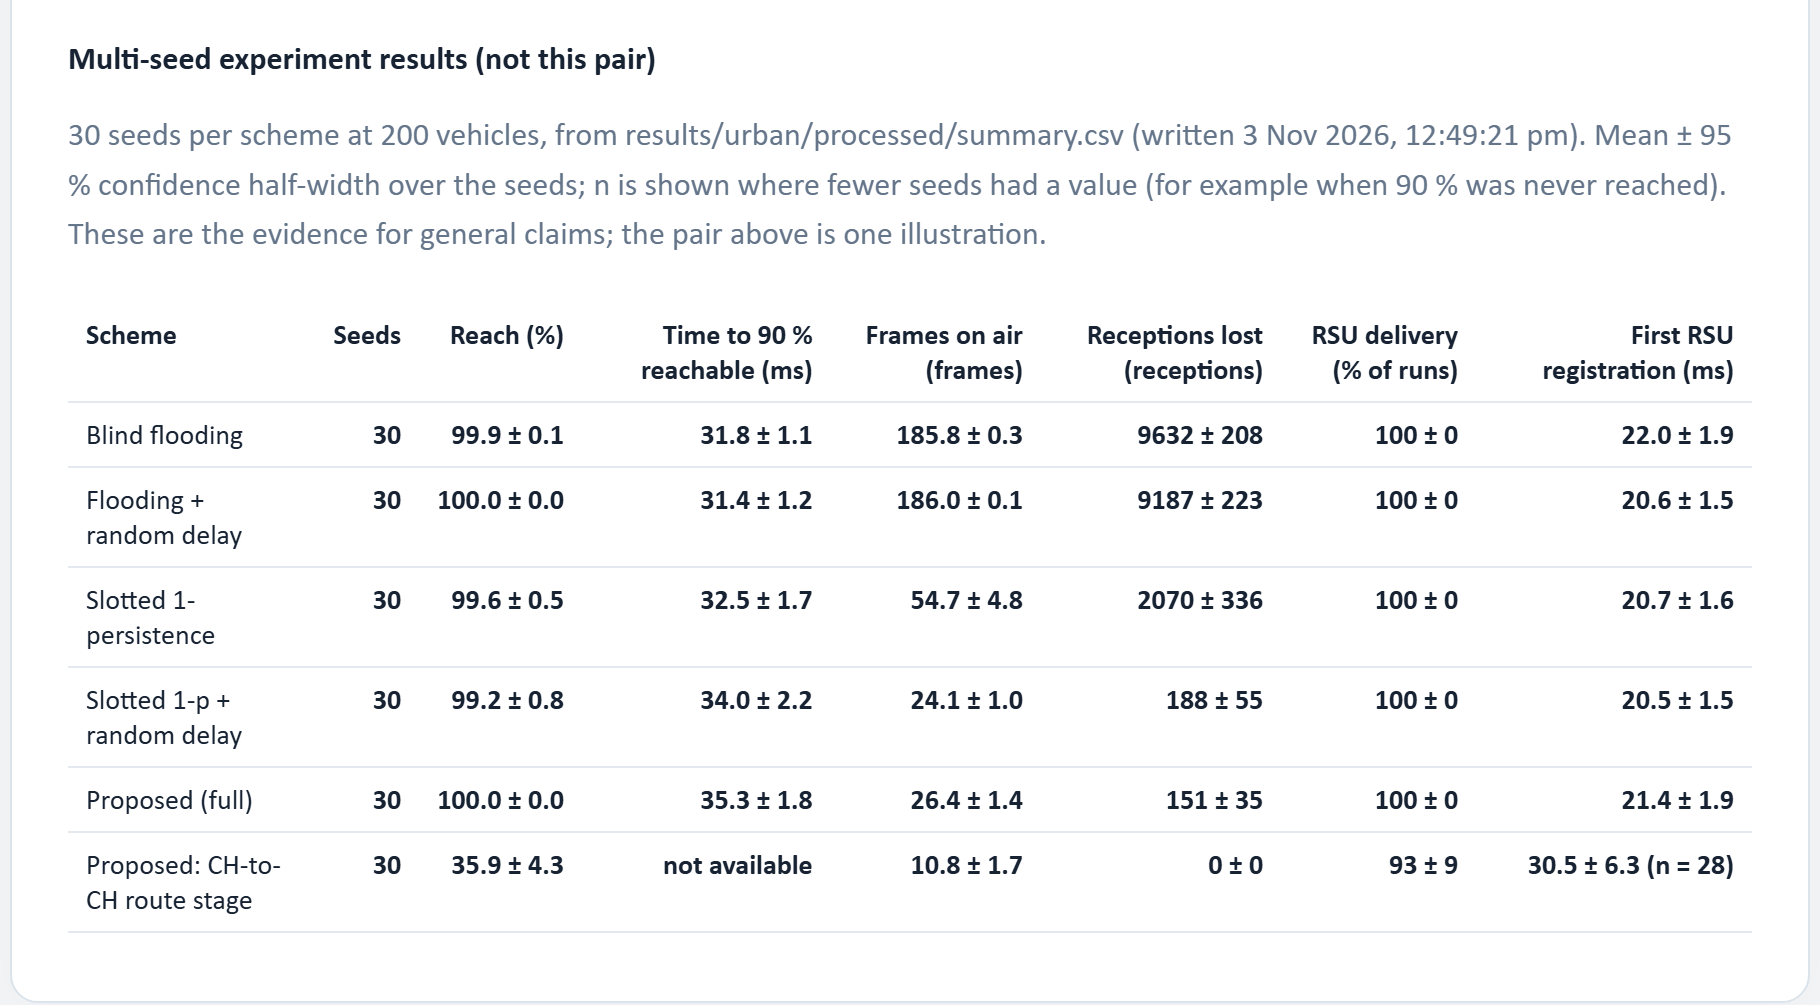 Multi-seed experiment results (not this pair)
30 seeds per scheme at 200 vehicles, from results/urban/processed/summary.csv (written 3 Nov 2026, 12:49:21 pm). Mean ± 95
% confidence half-width over the seeds; n is shown where fewer seeds had a value (for example when 90 % was never reached).
These are the evidence for general claims; the pair above is one illustration.
Scheme Seeds Reach (%) Time to 90 % Frames on air Receptions lost RSU delivery First RSU
reachable (ms) (frames) (receptions) (% of runs) registration (ms)
Blind flooding 30 99.9 ± 0.1 31.8 ± 1.1 185.8 ± 0.3 9632 ± 208 100 ± 0 22.0 ± 1.9
Flooding + 30 100.0 ± 0.0 31.4 ± 1.2 186.0 ± 0.1 9187 ± 223 100 ± 0 20.6 ± 1.5
random delay
Slotted 1- 30 99.6 ± 0.5 32.5 ± 1.7 54.7 ± 4.8 2070 ± 336 100 ± 0 20.7 ± 1.6
persistence
Slotted 1-p + 30 99.2 ± 0.8 34.0 ± 2.2 24.1 ± 1.0 188 ± 55 100 ± 0 20.5 ± 1.5
random delay
Proposed (full) 30 100.0 ± 0.0 35.3 ± 1.8 26.4 ± 1.4 151 ± 35 100 ± 0 21.4 ± 1.9
Proposed: CH-to- 30 35.9 ± 4.3 not available 10.8 ± 1.7 0 ± 0 93 ± 9 30.5 ± 6.3 (n = 28)
CH route stage